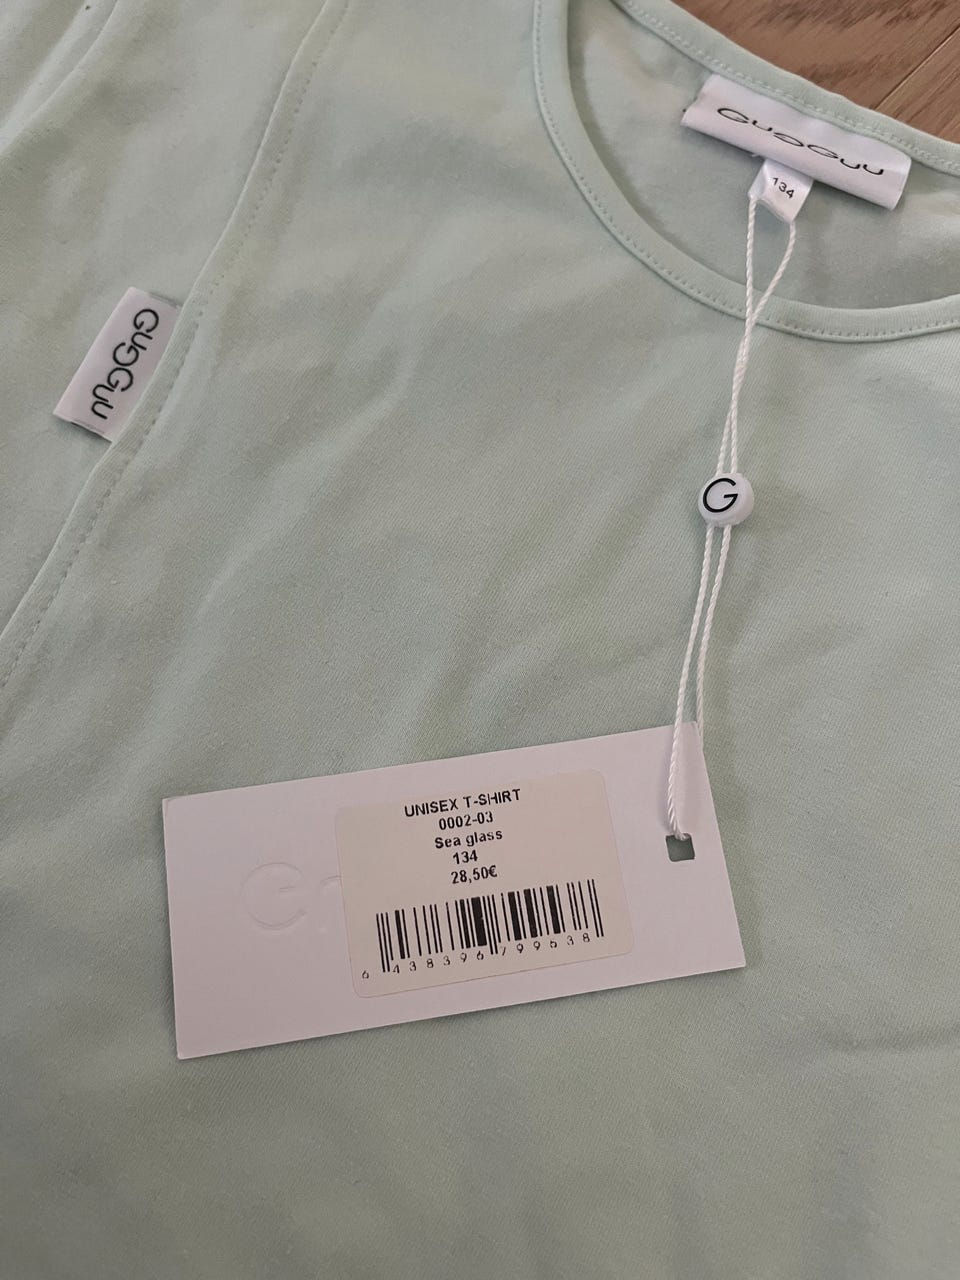 GUGGUU
134
GUGGUU
G
UNISEX T-SHIRT
0002-03
Sea glass
134
28,50€
6 438396 799538